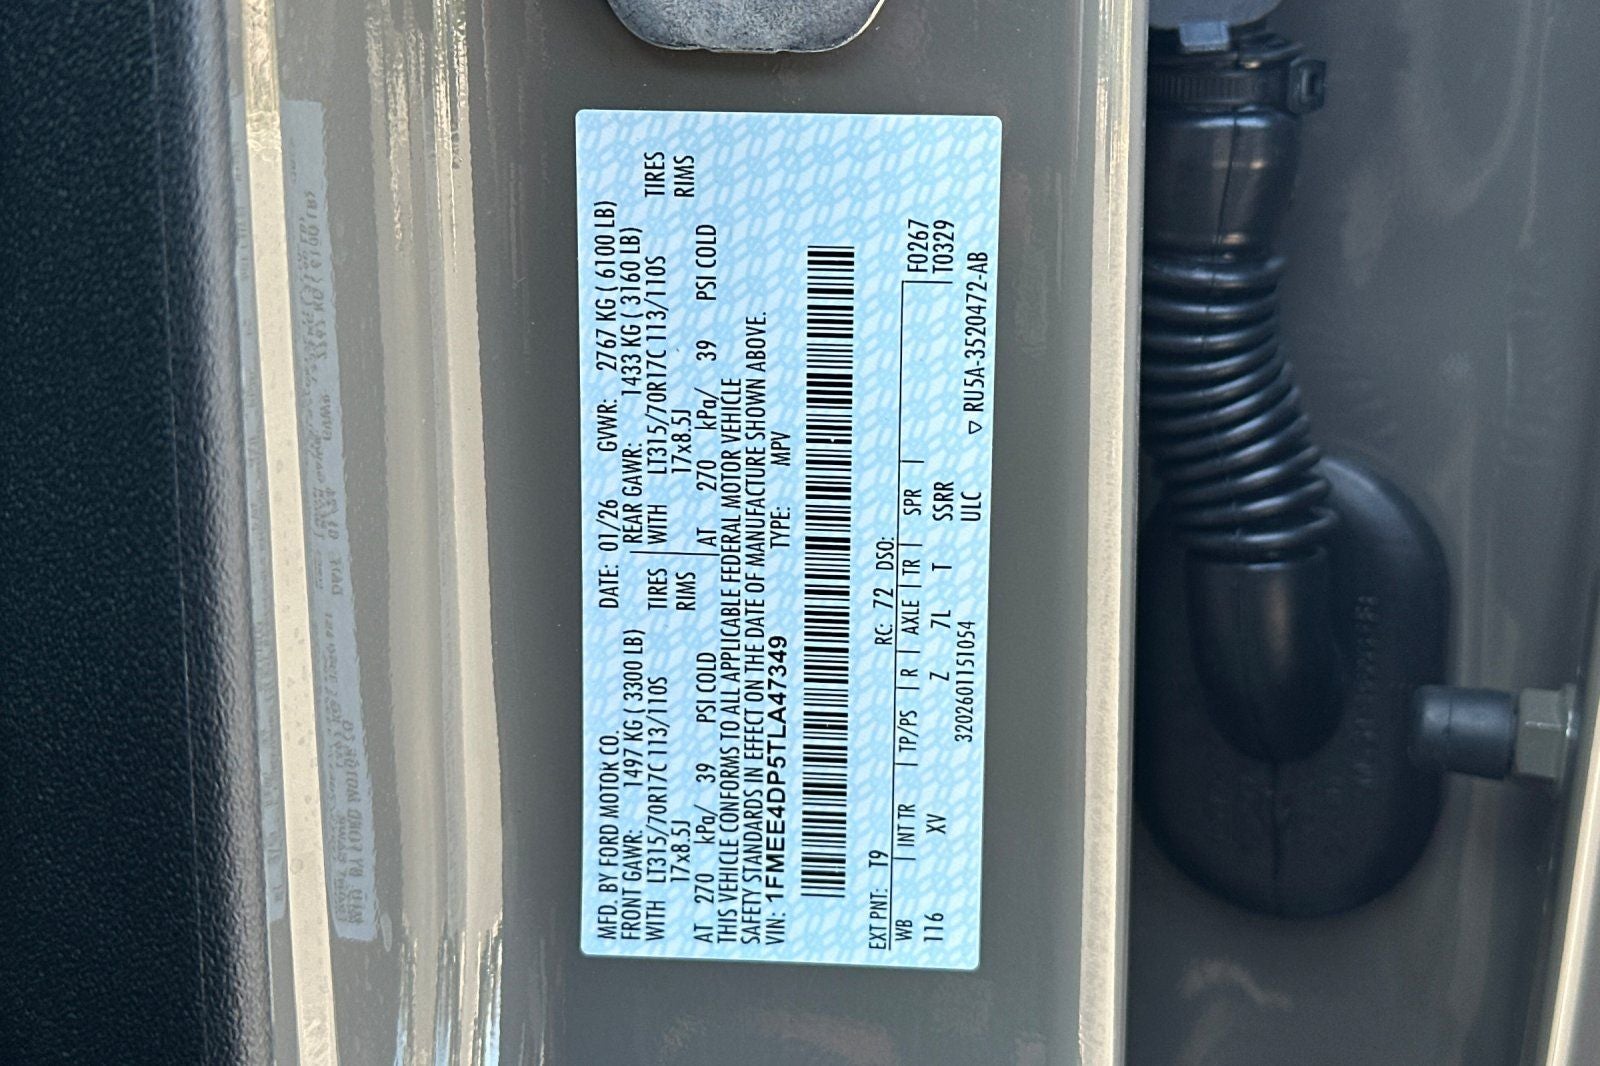 MFD. BY FORD MOTOR CO.   DATE: 01/26   GVWR: 2767 KG ( 6100 LB)
FRONT GAWR: 1497 KG ( 3300 LB)   REAR GAWR: 1433 KG ( 3160 LB)
WITH LT315/70R17C 113/110S TIRES   WITH LT315/70R17C 113/110S TIRES
17x8.5J RIMS   17x8.5J RIMS
AT 270 kPa/ 39 PSI COLD   AT 270 kPa/ 39 PSI COLD
THIS VEHICLE CONFORMS TO ALL APPLICABLE FEDERAL MOTOR VEHICLE
SAFETY STANDARDS IN EFFECT ON THE DATE OF MANUFACTURE SHOWN ABOVE.
VIN: 1FMEE4DP5TLA47349   TYPE: MPV
EXT PNT: T9   RC: 72 DSO:
WB | INT TR | TP/PS | R | AXLE | TR | SPR   F0267
116   XV   Z   7L   T   SSRR   T0329
3202601151054   ULC   ▽ RU5A-3520472-AB